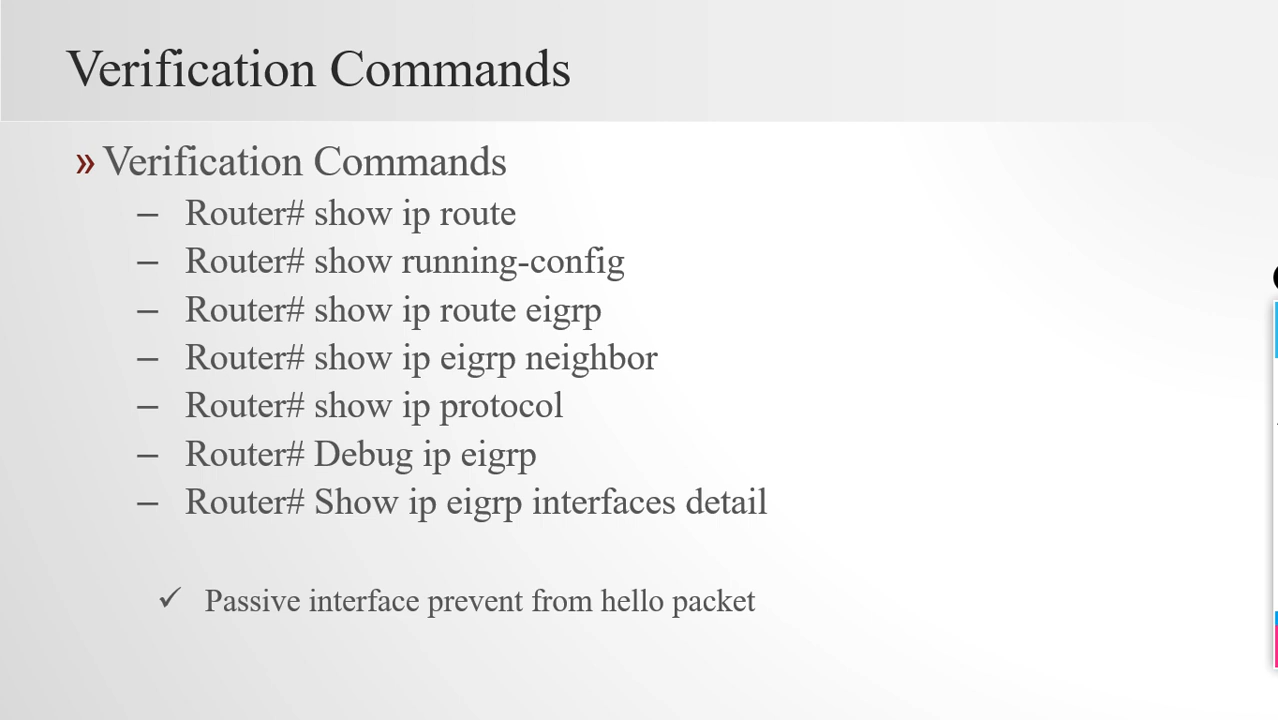 Verification Commands
» Verification Commands
– Router# show ip route
– Router# show running-config
– Router# show ip route eigrp
– Router# show ip eigrp neighbor
– Router# show ip protocol
– Router# Debug ip eigrp
– Router# Show ip eigrp interfaces detail
✓ Passive interface prevent from hello packet